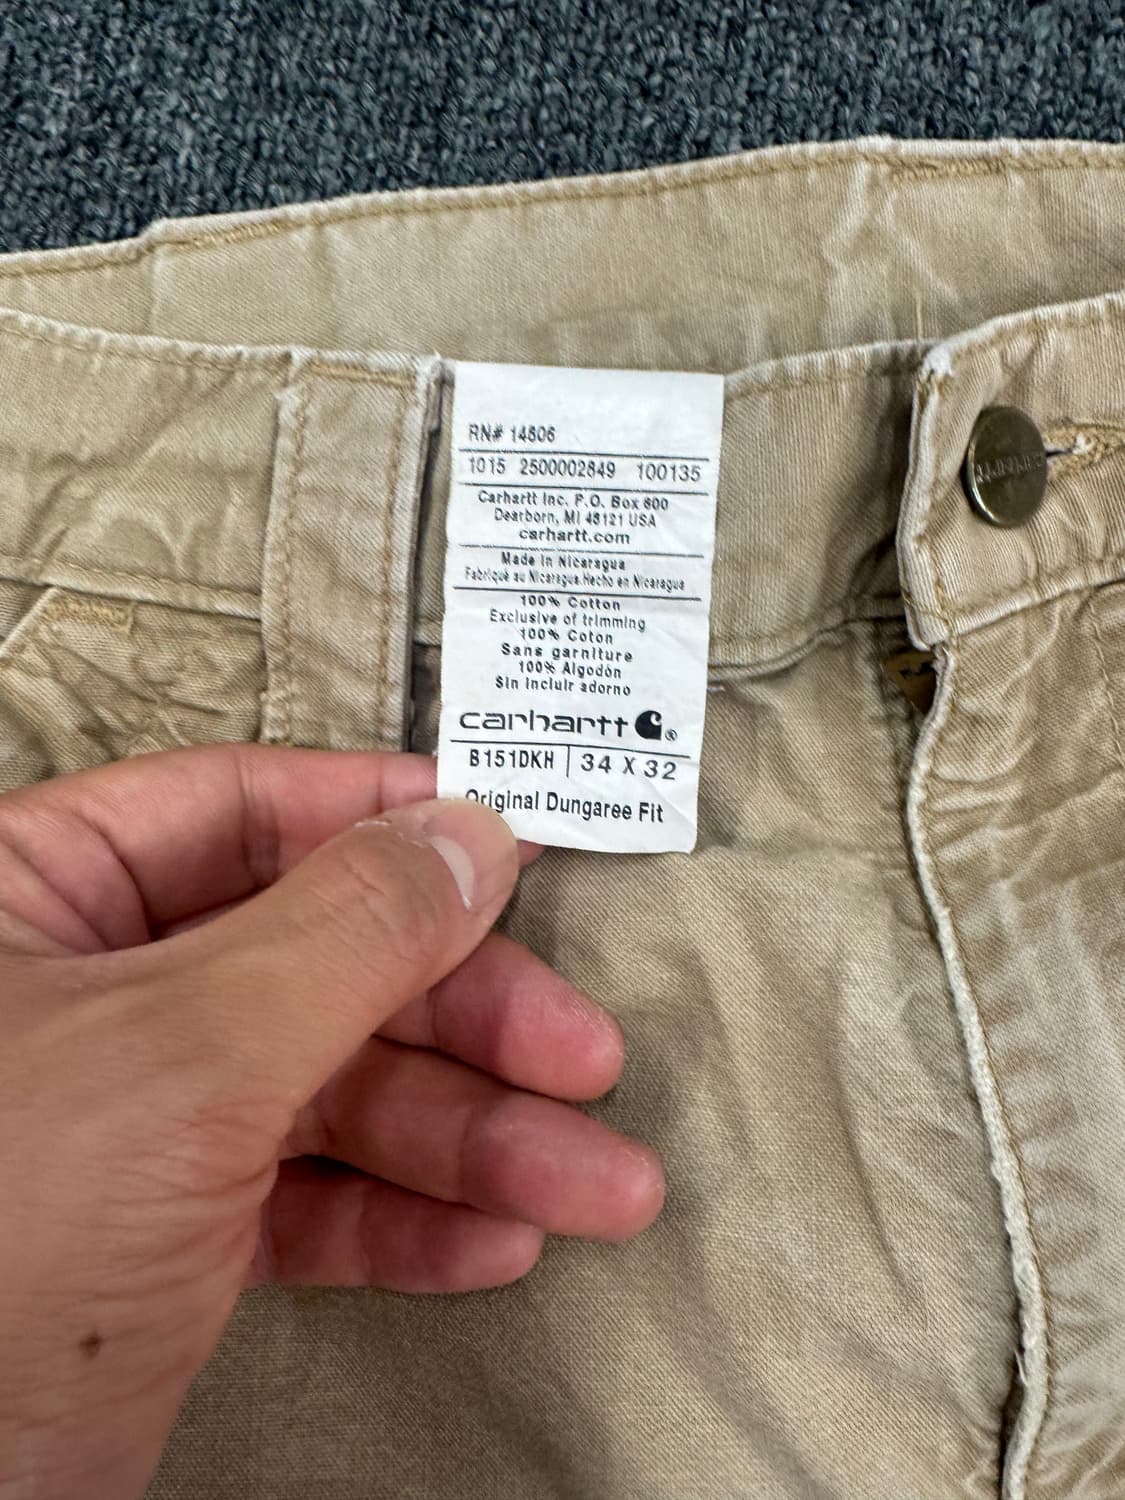 RN# 14806
1015 2500002849 100135
Carhartt Inc. P.O. Box 600
Dearborn, MI 48121 USA
carhartt.com
Made in Nicaragua
Fabriqué au Nicaragua Hecho en Nicaragua
100% Cotton
Exclusive of trimming
100% Coton
Sans garniture
100% Algodón
Sin incluir adorno
carhartt ®
B151DKH 34 X 32
Original Dungaree Fit